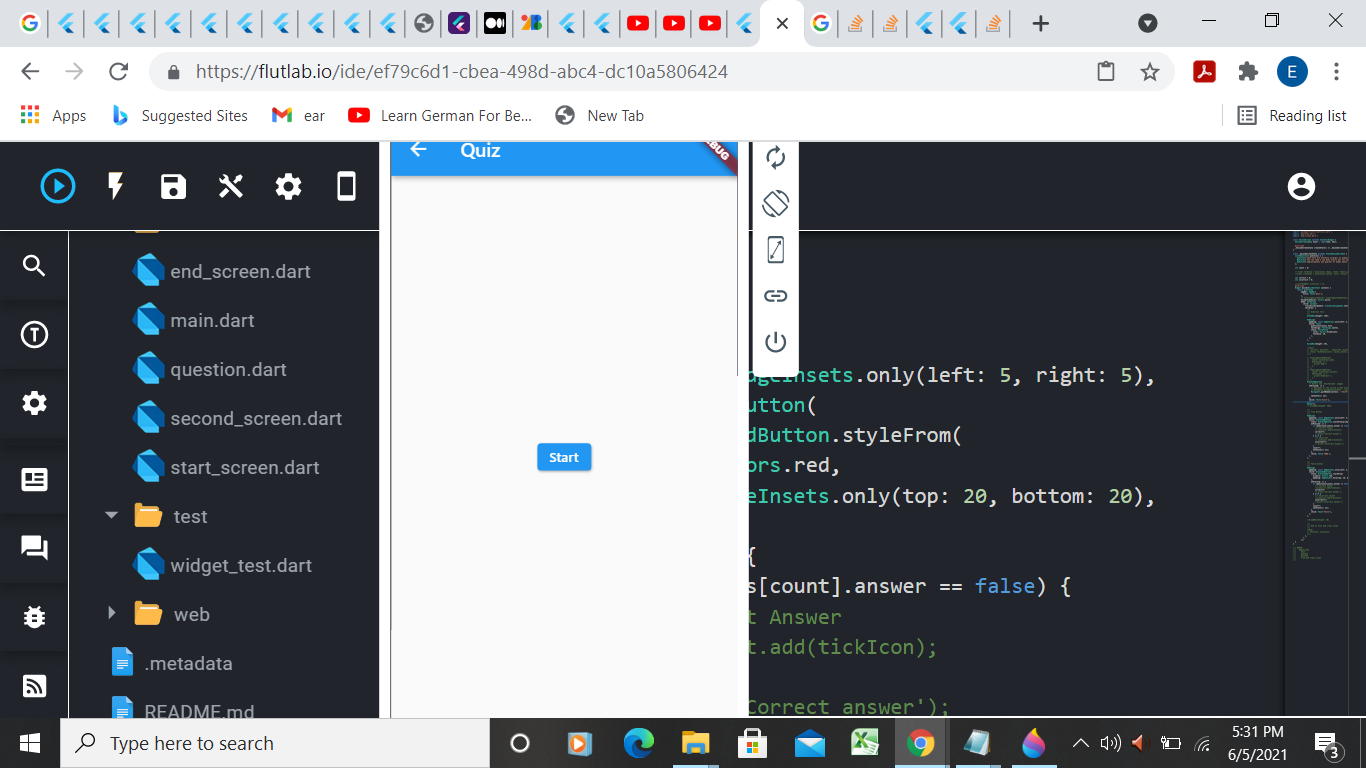 https://flutlab.io/ide/ef79c6d1-cbea-498d-abc4-dc10a5806424
E
Apps
Suggested Sites
ear
Learn German For Be...
New Tab
Reading list
Quiz
BUG
end_screen.dart
main.dart
question.dart
second_screen.dart
start_screen.dart
test
widget_test.dart
web
.metadata
README.md
Start
dgeInsets.only(left: 5, right: 5),
utton(
dButton.styleFrom(
ors.red,
eInsets.only(top: 20, bottom: 20),
{
s[count].answer == false) {
t Answer
t.add(tickIcon);
Correct answer');
Type here to search
5:31 PM
6/5/2021
3